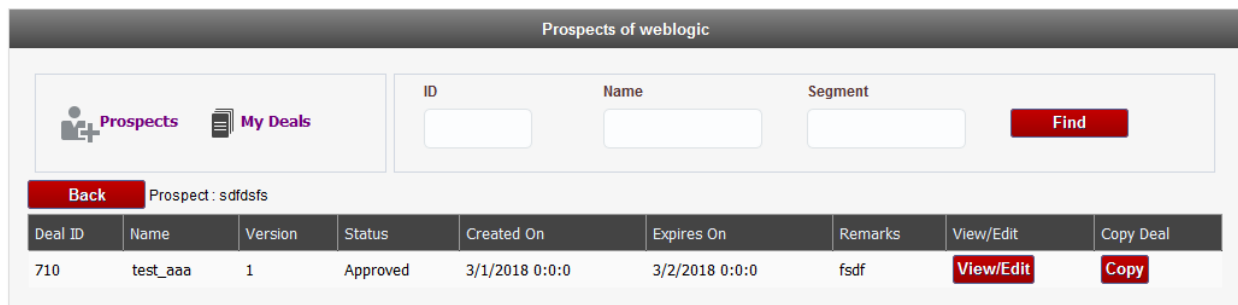 Prospects of weblogic
Prospects My Deals
ID Name Segment
Find
Back Prospect : sdfdsfs
Deal ID Name Version Status Created On Expires On Remarks View/Edit Copy Deal
710 test_aaa 1 Approved 3/1/2018 0:0:0 3/2/2018 0:0:0 fsdf View/Edit Copy